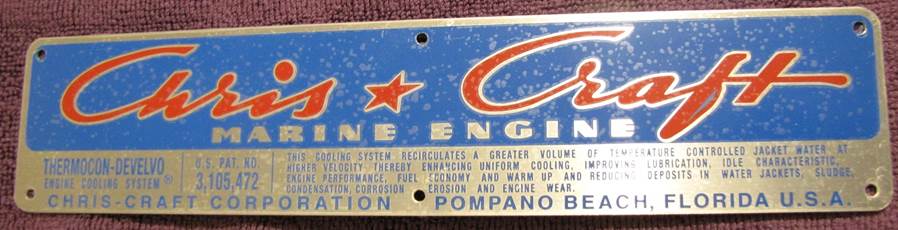 Chris ★ Craft
MARINE ENGINE
THERMOCON-DEVELVO
ENGINE COOLING SYSTEM®
U.S. PAT. NO.
3,105,472
THIS COOLING SYSTEM RECIRCULATES A GREATER VOLUME OF TEMPERATURE CONTROLLED JACKET WATER AT
HIGHER VELOCITY THEREBY ENHANCING UNIFORM COOLING, IMPROVING LUBRICATION, IDLE CHARACTERISTIC,
ENGINE PERFORMANCE, FUEL ECONOMY AND WARM UP AND REDUCING DEPOSITS IN WATER JACKETS, SLUDGE,
CONDENSATION, CORROSION EROSION AND ENGINE WEAR.
CHRIS-CRAFT CORPORATION POMPANO BEACH, FLORIDA U.S.A.